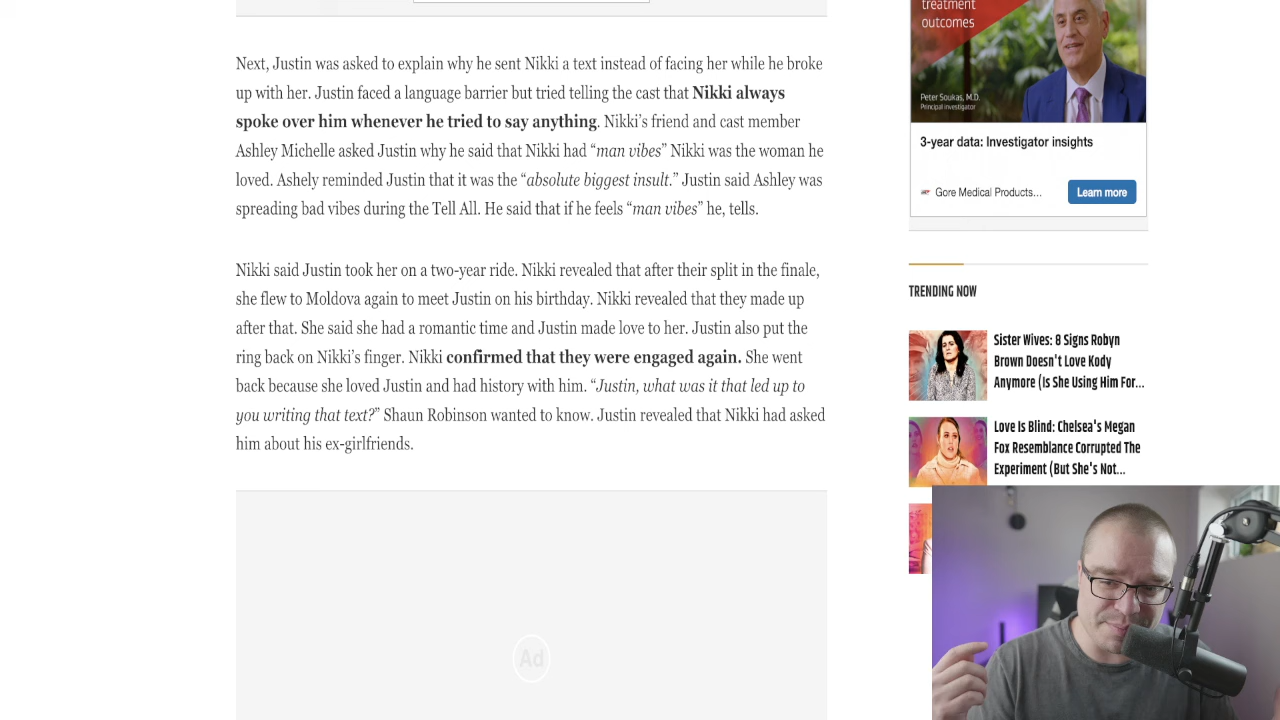 Next, Justin was asked to explain why he sent Nikki a text instead of facing her while he broke
up with her. Justin faced a language barrier but tried telling the cast that Nikki always
spoke over him whenever he tried to say anything. Nikki's friend and cast member
Ashley Michelle asked Justin why he said that Nikki had “man vibes” Nikki was the woman he
loved. Ashely reminded Justin that it was the “absolute biggest insult.” Justin said Ashley was
spreading bad vibes during the Tell All. He said that if he feels “man vibes” he, tells.
Nikki said Justin took her on a two-year ride. Nikki revealed that after their split in the finale,
she flew to Moldova again to meet Justin on his birthday. Nikki revealed that they made up
after that. She said she had a romantic time and Justin made love to her. Justin also put the
ring back on Nikki's finger. Nikki confirmed that they were engaged again. She went
back because she loved Justin and had history with him. “Justin, what was it that led up to
you writing that text?” Shaun Robinson wanted to know. Justin revealed that Nikki had asked
him about his ex-girlfriends.
Ad
treatment
outcomes
Peter Soukas, M.D.
Principal investigator
3-year data: Investigator insights
Gore Medical Products...
Learn more
TRENDING NOW
Sister Wives: 8 Signs Robyn
Brown Doesn't Love Kody
Anymore (Is She Using Him For...
Love Is Blind: Chelsea's Megan
Fox Resemblance Corrupted The
Experiment (But She's Not...